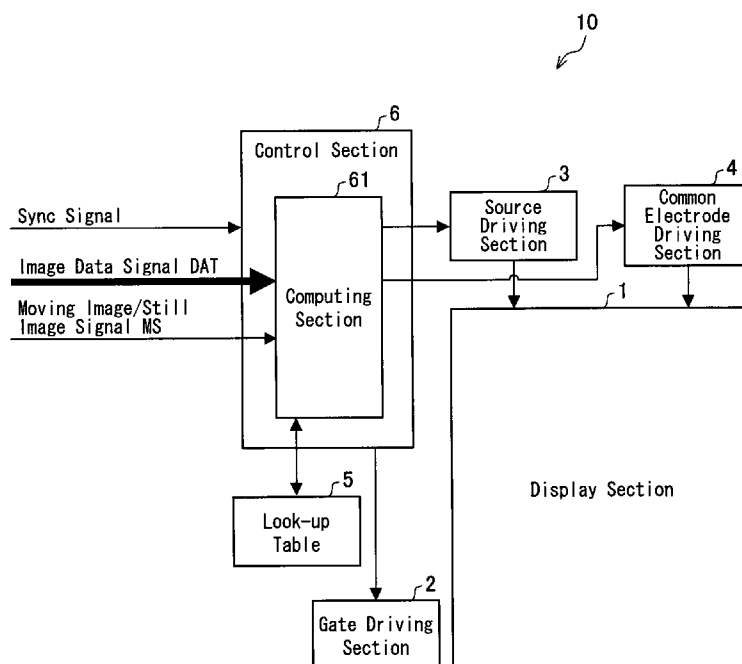 10
6
Control Section
61
3
4
Sync Signal
Source
Driving
Section
Common
Electrode
Driving
Section
Image Data Signal DAT
Computing
Section
1
Moving Image/Still
Image Signal MS
5
Look-up
Table
Display Section
2
Gate Driving
Section